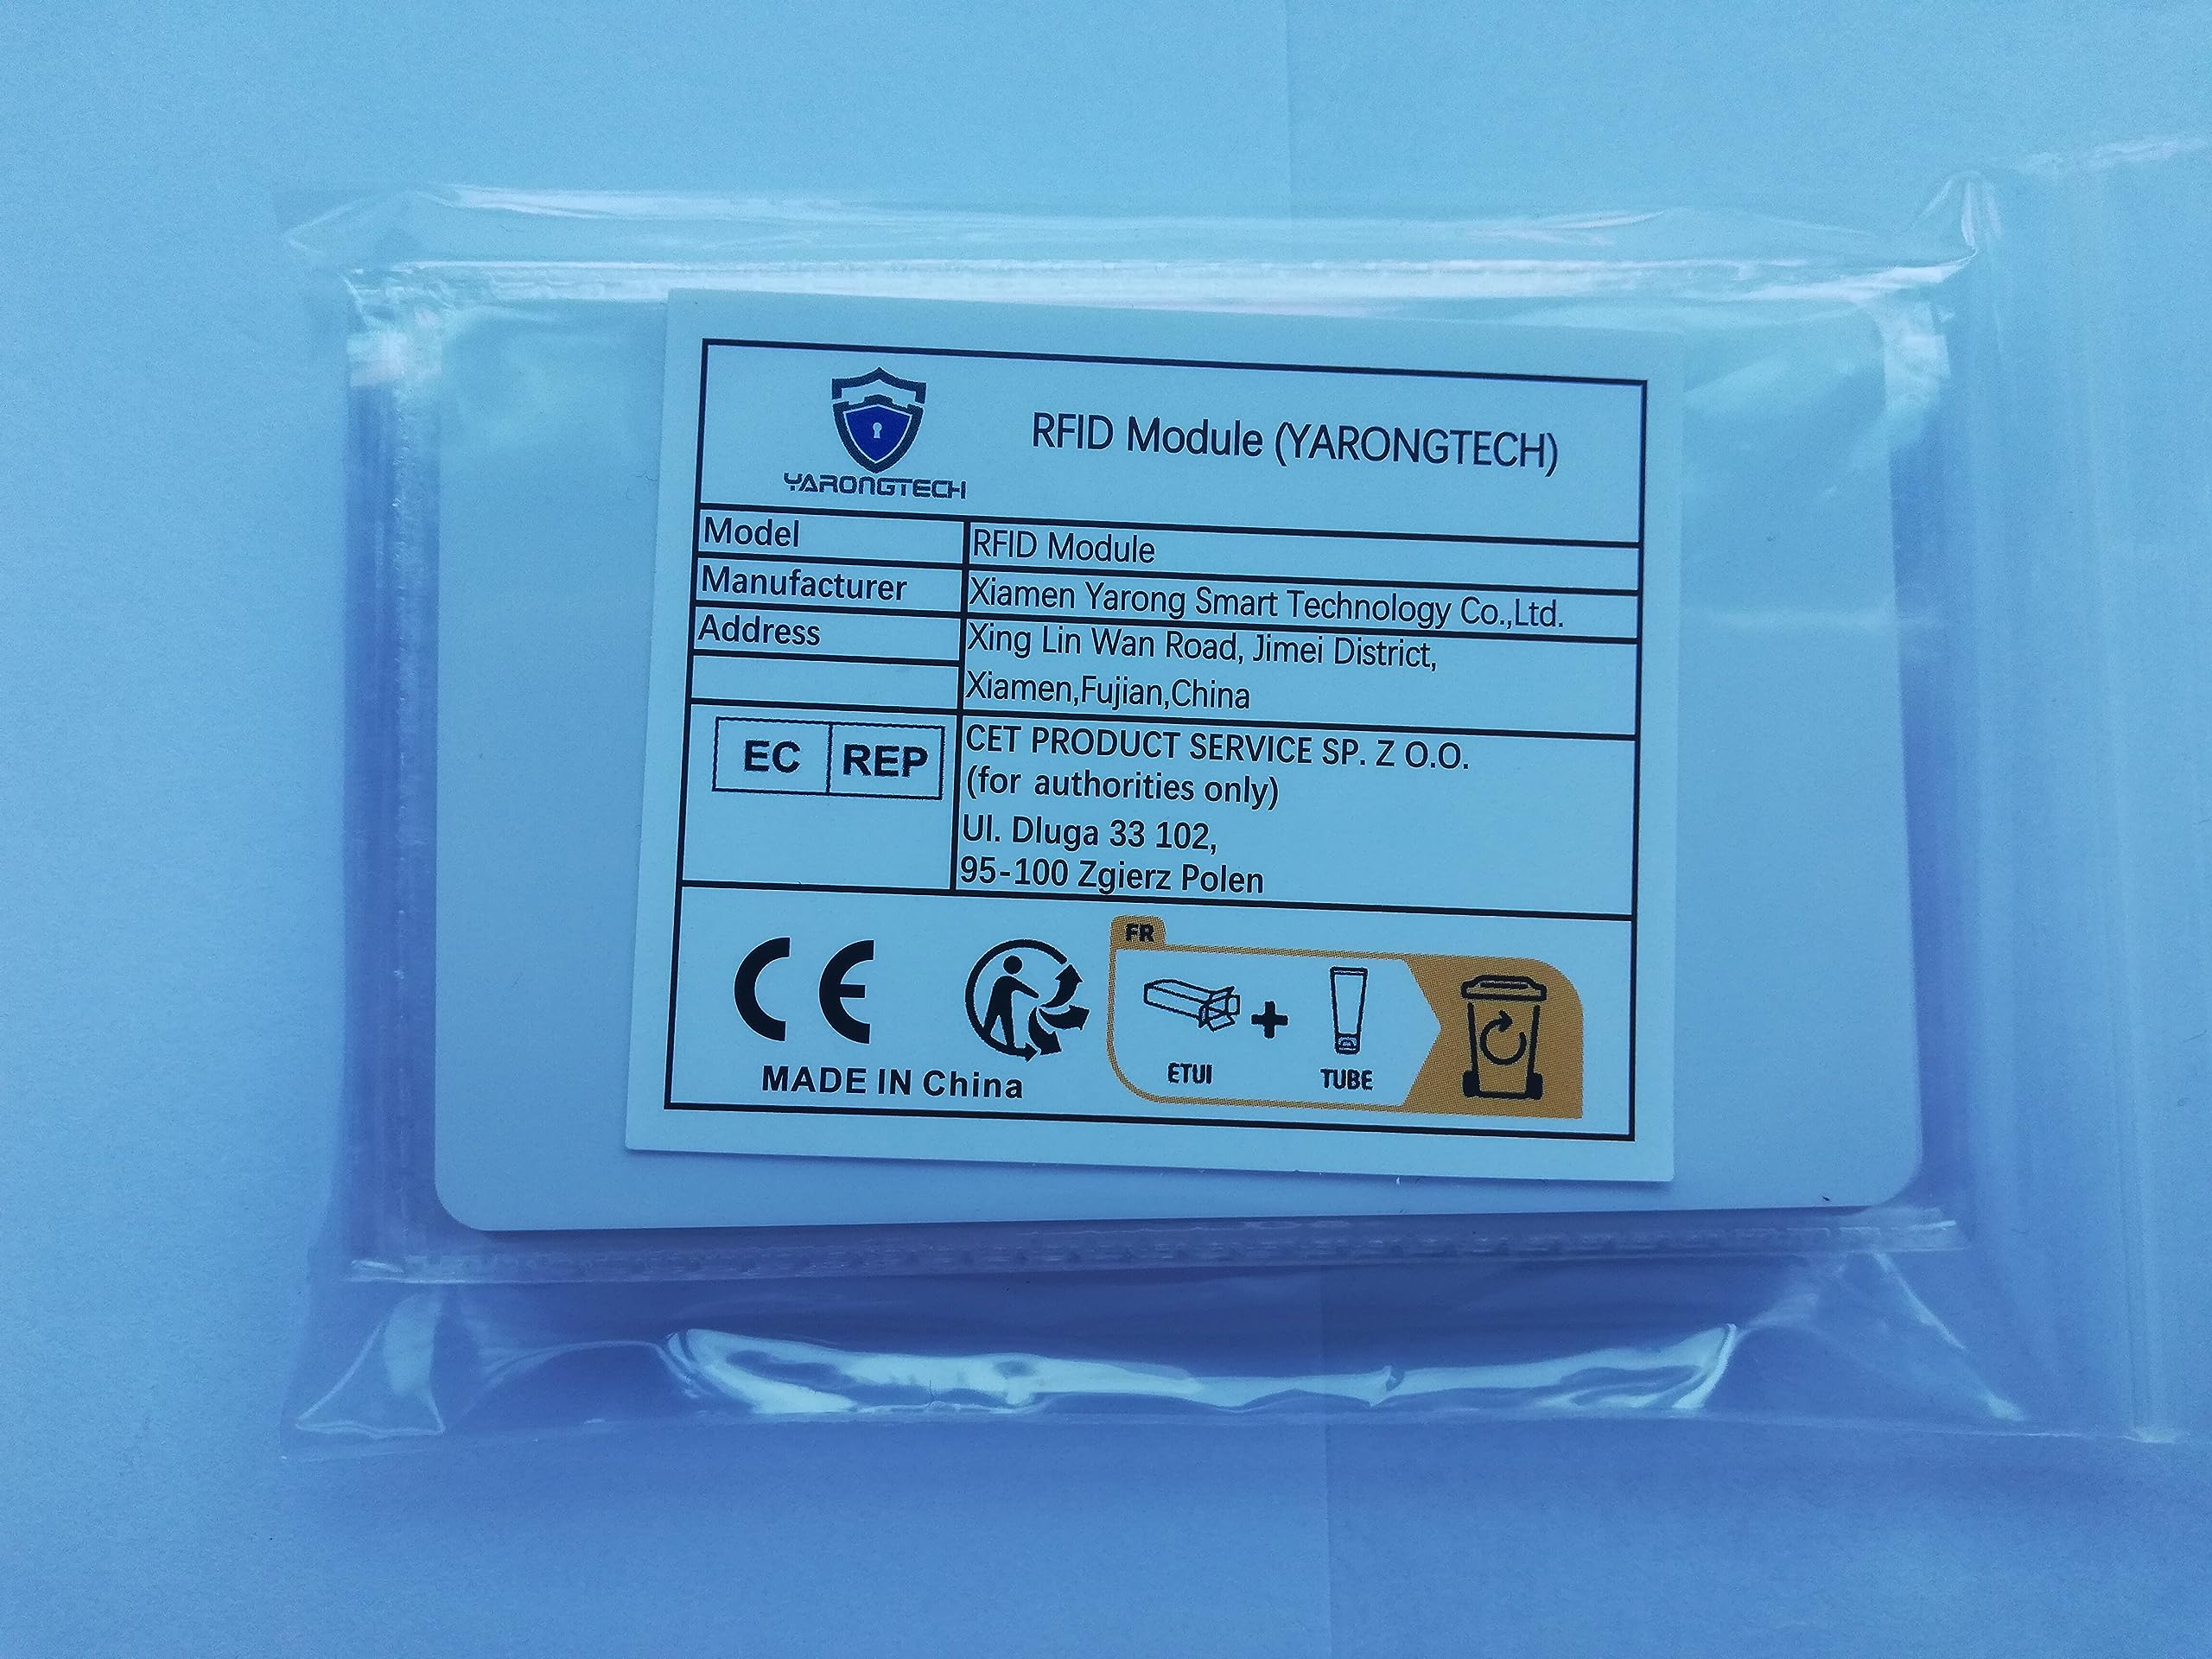 YARONGTECH
RFID Module (YARONGTECH)
Model
RFID Module
Manufacturer
Xiamen Yarong Smart Technology Co.,Ltd.
Address
Xing Lin Wan Road, Jimei District,
Xiamen,Fujian,China
EC REP
CET PRODUCT SERVICE SP. Z O.O.
(for authorities only)
Ul. Dluga 33 102,
95-100 Zgierz Polen
CE
MADE IN China
FR
ETUI
+
TUBE